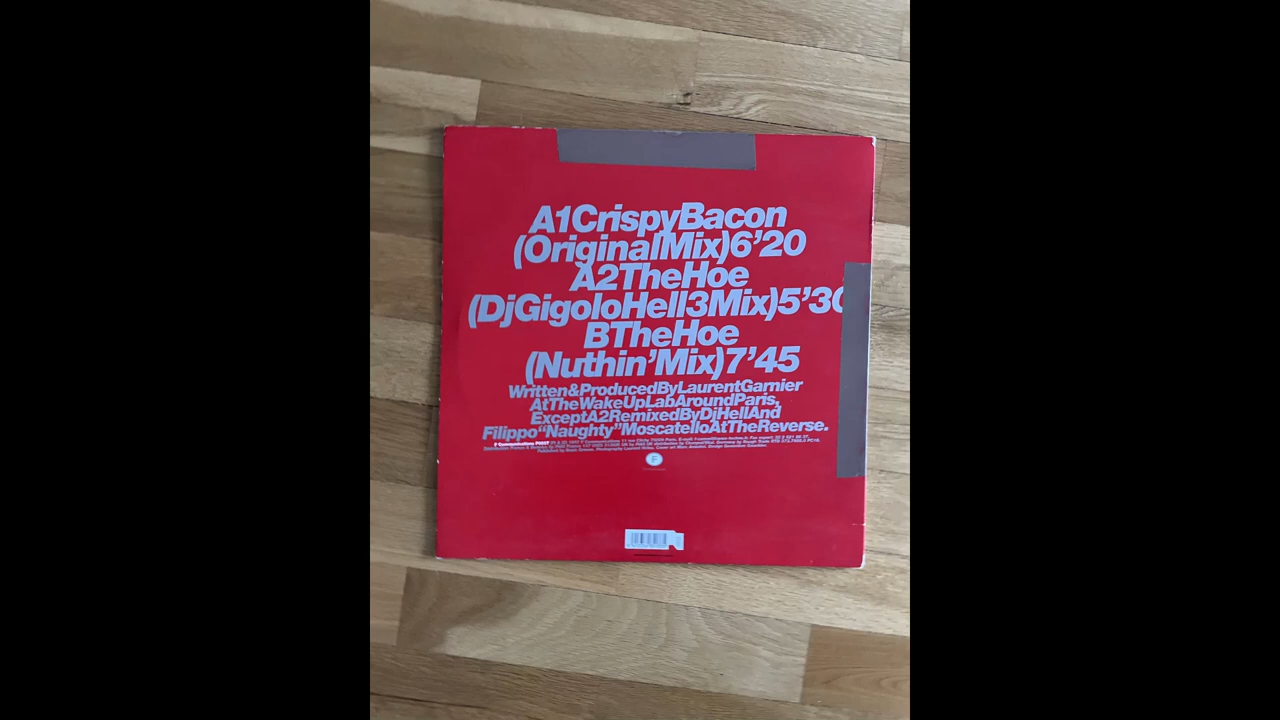 A1CrispyBacon
(OriginalMix)6'20
A2TheHoe
(DjGigoloHell3Mix)5'30
BTheHoe
(Nuthin'Mix)7'45
Written&ProducedByLaurentGarnier
AtTheWakeUpLabAroundParis,
ExceptA2RemixedByDjHellAnd
Filippo"Naughty"MoscatelloAtTheReverse.
F Communications
F